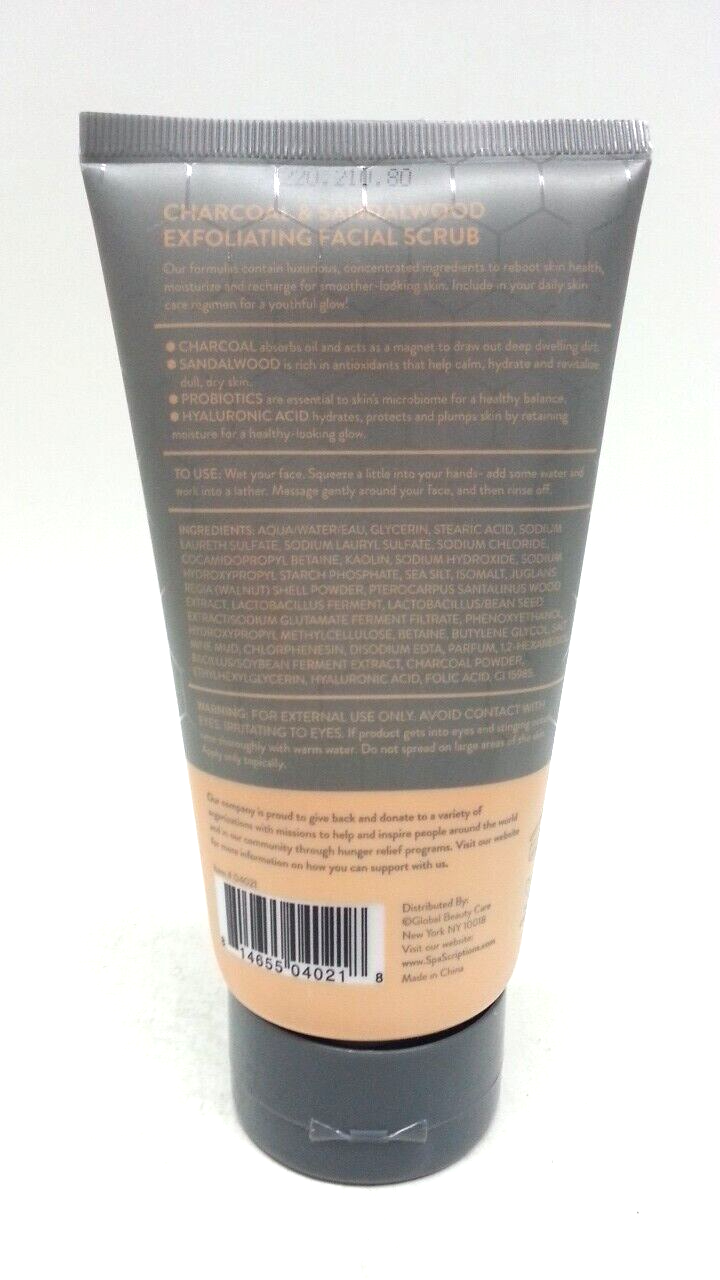 220.210.80
CHARCOAL & SANDALWOOD
EXFOLIATING FACIAL SCRUB
Our formulas contain luxurious, concentrated ingredients to reboot skin health,
moisturize and recharge for smoother-looking skin. Include in your daily skin
care regimen for a youthful glow!
● CHARCOAL absorbs oil and acts as a magnet to draw out deep dwelling dirt.
● SANDALWOOD is rich in antioxidants that help calm, hydrate and revitalize
dull, dry skin.
● PROBIOTICS are essential to skin's microbiome for a healthy balance.
● HYALURONIC ACID hydrates, protects and plumps skin by retaining
moisture for a healthy-looking glow.
TO USE: Wet your face. Squeeze a little into your hands- add some water and
work into a lather. Massage gently around your face, and then rinse off.
INGREDIENTS: AQUA/WATER/EAU, GLYCERIN, STEARIC ACID, SODIUM
LAURETH SULFATE, SODIUM LAURYL SULFATE, SODIUM CHLORIDE,
COCAMIDOPROPYL BETAINE, KAOLIN, SODIUM HYDROXIDE, SODIUM
HYDROXYPROPYL STARCH PHOSPHATE, SEA SILT, ISOMALT, JUGLANS
REGIA (WALNUT) SHELL POWDER, PTEROCARPUS SANTALINUS WOOD
EXTRACT, LACTOBACILLUS FERMENT, LACTOBACILLUS/BEAN SEED
EXTRACT/SODIUM GLUTAMATE FERMENT FILTRATE, PHENOXYETHANOL,
HYDROXYPROPYL METHYLCELLULOSE, BETAINE, BUTYLENE GLYCOL,
MINE MUD, CHLORPHENESIN, DISODIUM EDTA, PARFUM,
BACILLUS/SOYBEAN FERMENT EXTRACT, CHARCOAL POWDER,
ETHYLHEXYLGLYCERIN, HYALURONIC ACID, FOLIC ACID, CI 15985.
WARNING: FOR EXTERNAL USE ONLY. AVOID CONTACT WITH
EYES. IRRITATING TO EYES. If product gets into eyes and stinging
thoroughly with warm water. Do not spread on large areas of the skin.
Apply only topically.
Our company is proud to give back and donate to a variety of
organizations with missions to help and inspire people around the world
and in our community through hunger relief programs. Visit our website
for more information on how you can support with us.
Item # 04021
8 14655 04021 8
Distributed By:
©Global Beauty Care
New York NY 10018
Visit our website:
www.SpaScriptions.com
Made in China